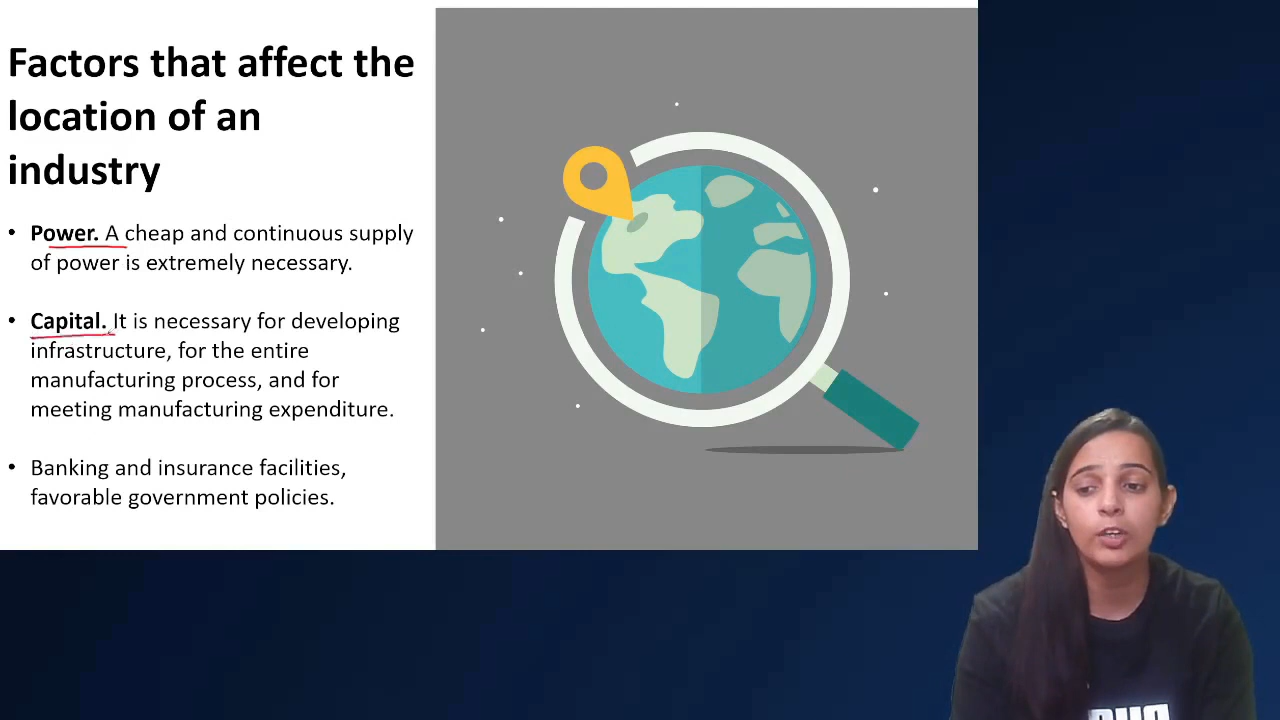 Factors that affect the
location of an
industry
• Power. A cheap and continuous supply
of power is extremely necessary.
• Capital. It is necessary for developing
infrastructure, for the entire
manufacturing process, and for
meeting manufacturing expenditure.
• Banking and insurance facilities,
favorable government policies.